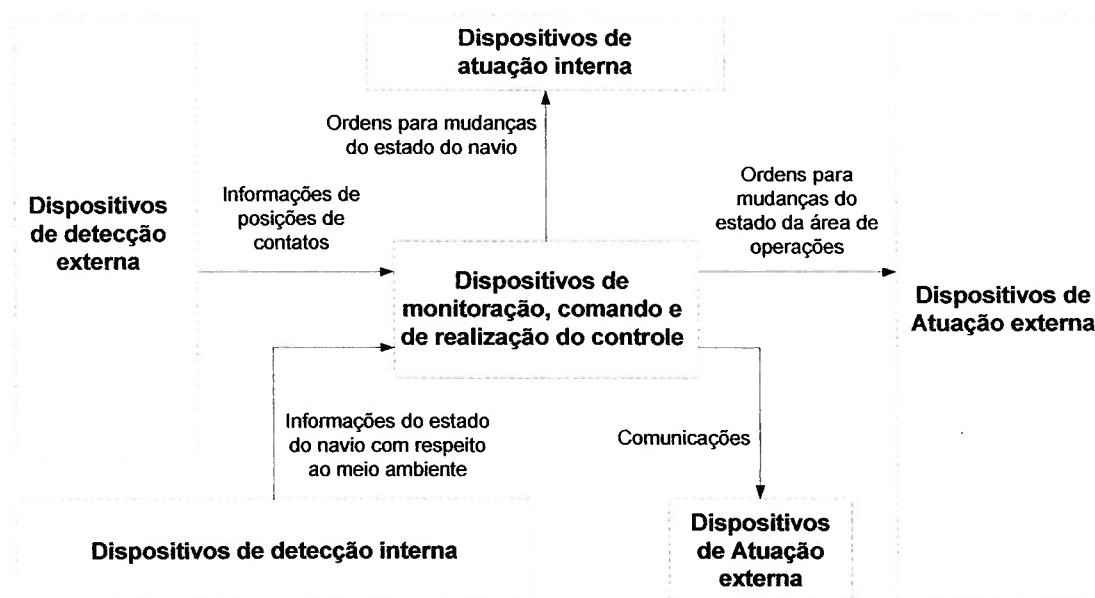 Dispositivos de
atuação interna
Ordens para mudanças
do estado do navio
Ordens para
mudanças do
estado da área de
operações
Informações de
posições de
contatos
Dispositivos
de detecção
externa
Dispositivos de
monitoração, comando e
de realização do controle
Dispositivos de
Atuação externa
Informações do estado
do navio com respeito
ao meio ambiente
Comunicações
Dispositivos de detecção interna
Dispositivos
de Atuação
externa